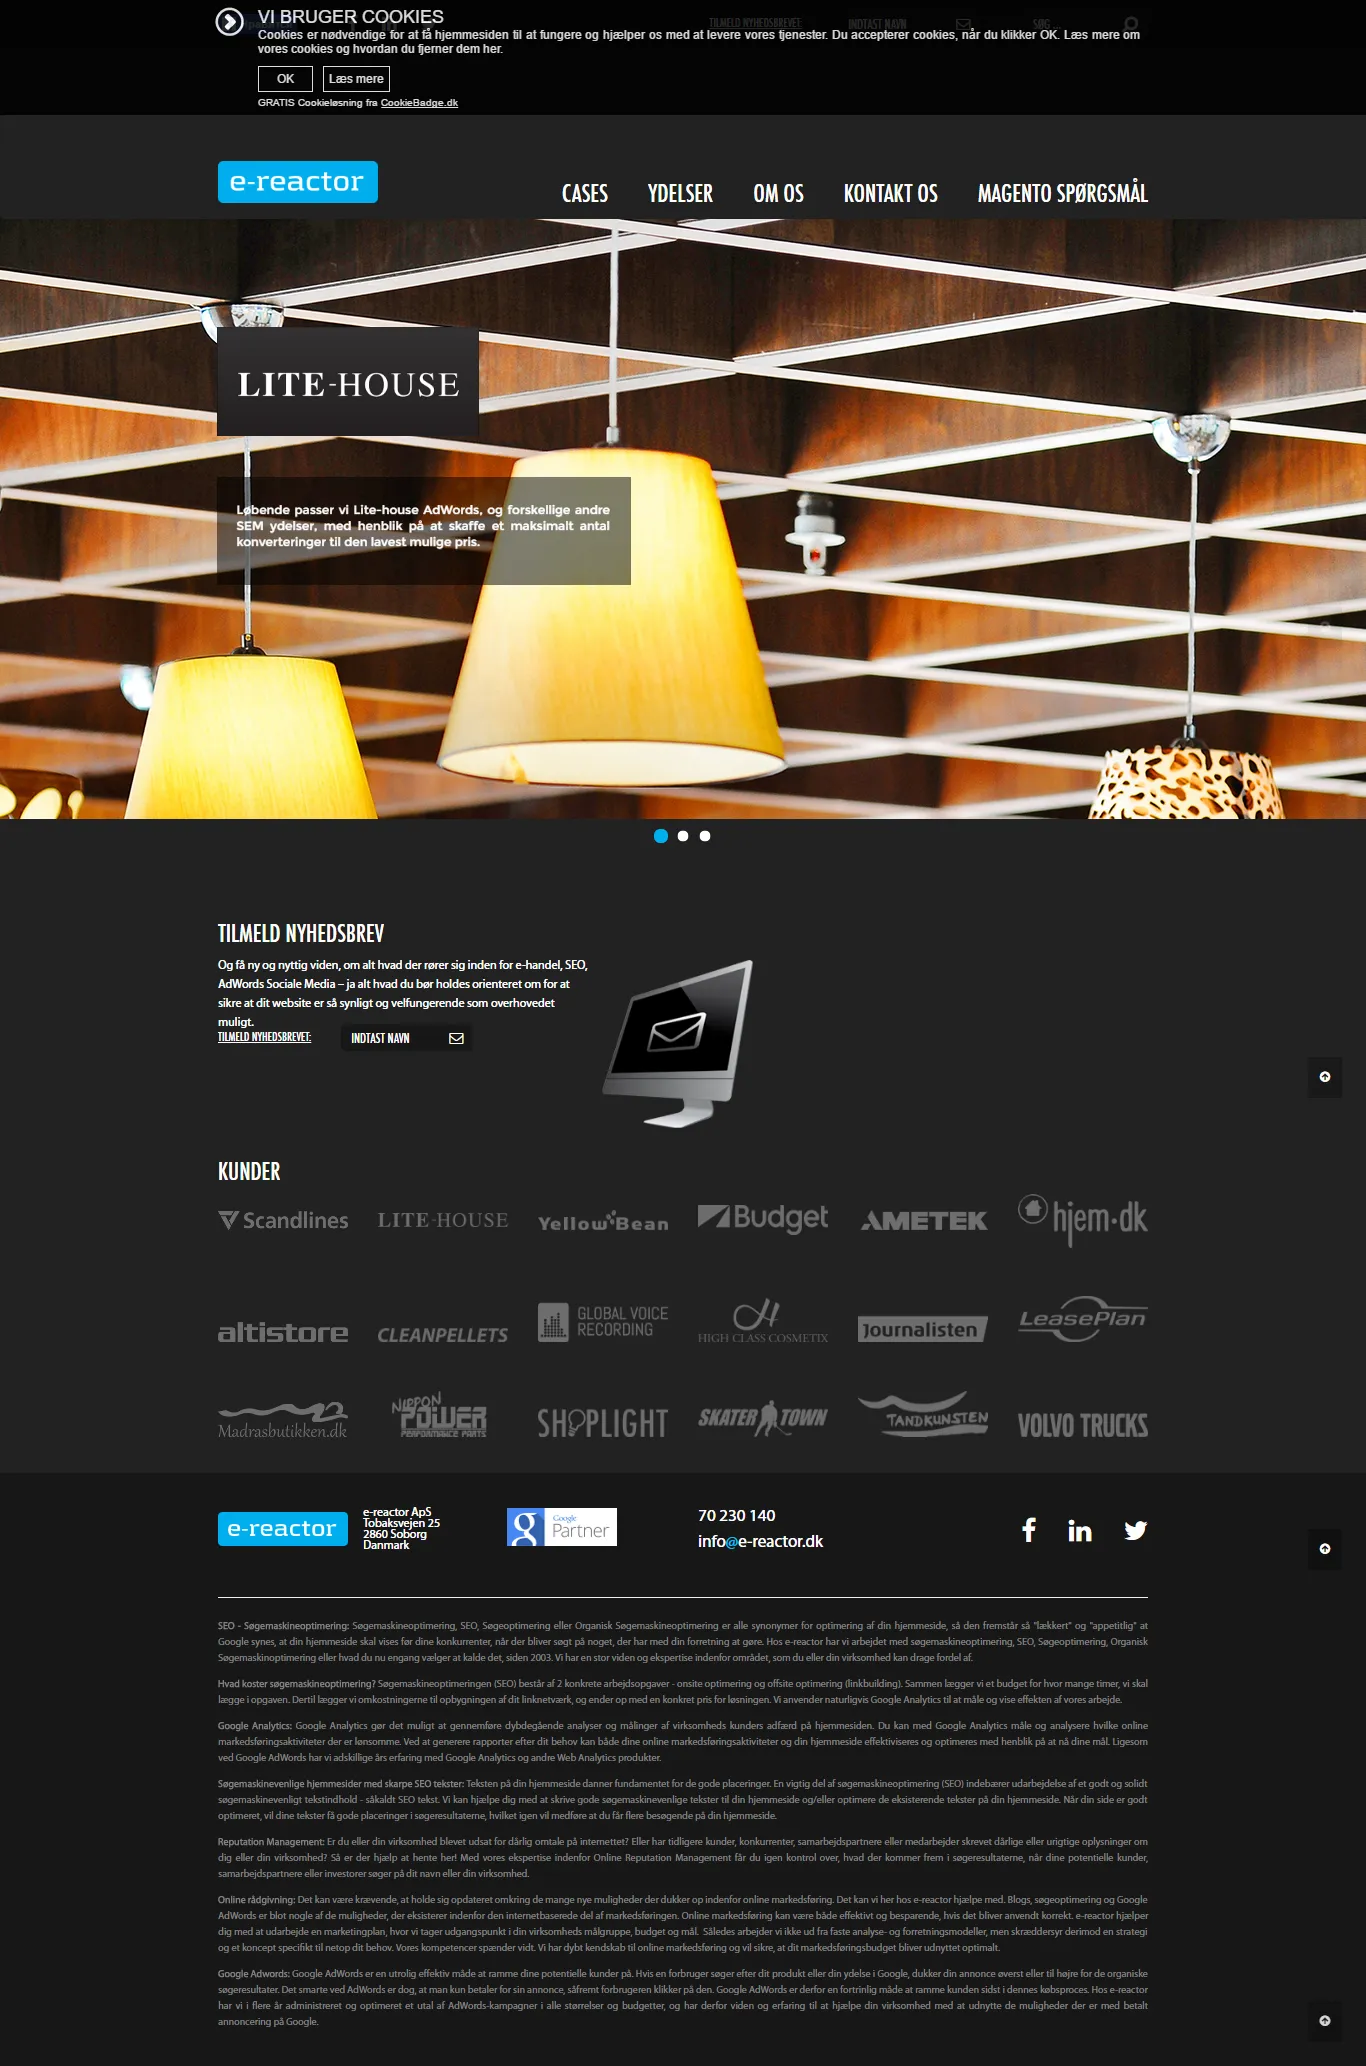 VI BRUGER COOKIES
Cookies er nødvendige for at få hjemmesiden til at fungere og hjælper os med at levere vores tjenester. Du accepterer cookies, når du klikker OK. Læs mere om
vores cookies og hvordan du fjerner dem her.
OK
Læs mere
GRATIS Cookieløsning fra CookieBadge.dk
TILMELD NYHEDSBREVET:
INDTAST NAVN
SØG ...
e-reactor
CASES
YDELSER
OM OS
KONTAKT OS
MAGENTO SPØRGSMÅL
LITE-HOUSE
Løbende passer vi Lite-house AdWords, og forskellige andre
SEM ydelser, med henblik på at skaffe et maksimalt antal
konverteringer til den lavest mulige pris.
TILMELD NYHEDSBREV
Og få ny og nyttig viden, om alt hvad der rører sig inden for e-handel, SEO,
AdWords Sociale Media – ja alt hvad du bør holdes orienteret om for at
sikre at dit website er så synligt og velfungerende som overhovedet
muligt.
TILMELD NYHEDSBREVET:
INDTAST NAVN
KUNDER
Scandlines
LITE-HOUSE
YellowBean
Budget
AMETEK
hjem.dk
altistore
CLEANPELLETS
GLOBAL VOICE
RECORDING
H
HIGH CLASS COSMETIX
Journalisten
LeasePlan
Madrasbutikken.dk
NIPPON
POWER
PERFORMANCE PARTS
SHOPLIGHT
SKATER TOWN
TANDKUNSTEN
VOLVO TRUCKS
e-reactor
e-reactor ApS
Tobaksvejen 25
2860 Soborg
Danmark
g
Google
Partner
70 230 140
info@e-reactor.dk
SEO - Søgemaskineoptimering: Søgemaskineoptimering, SEO, Søgeoptimering eller Organisk Søgemaskineoptimering er alle synonymer for optimering af din hjemmeside, så den fremstår så "lækkert" og "appetitlig" at
Google synes, at din hjemmeside skal vises før dine konkurrenter, når der bliver søgt på noget, der har med din forretning at gøre. Hos e-reactor har vi arbejdet med søgemaskineoptimering, SEO, Søgeoptimering, Organisk
Søgemaskinoptimering eller hvad du nu engang vælger at kalde det, siden 2003. Vi har en stor viden og ekspertise indenfor området, som du eller din virksomhed kan drage fordel af.
Hvad koster søgemaskineoptimering? Søgemaskineoptimeringen (SEO) består af 2 konkrete arbejdsopgaver - onsite optimering og offsite optimering (linkbuilding). Sammen lægger vi et budget for hvor mange timer, vi skal
lægge i opgaven. Dertil lægger vi omkostningerne til opbygningen af dit linknetværk, og ender op med en konkret pris for løsningen. Vi anvender naturligvis Google Analytics til at måle og vise effekten af vores arbejde.
Google Analytics: Google Analytics gør det muligt at gennemføre dybdegående analyser og målinger af virksomheds kunders adfærd på hjemmesiden. Du kan med Google Analytics måle og analysere hvilke online
markedsføringsaktiviteter der er lønsomme. Ved at generere rapporter efter dit behov kan både dine online markedsføringsaktiviteter og din hjemmeside effektiviseres og optimeres med henblik på at nå dine mål. Ligesom
ved Google AdWords har vi adskillige års erfaring med Google Analytics og andre Web Analytics produkter.
Søgemaskinevenlige hjemmesider med skarpe SEO tekster: Teksten på din hjemmeside danner fundamentet for de gode placeringer. En vigtig del af søgemaskineoptimering (SEO) indebærer udarbejdelse af et godt og solidt
søgemaskinevenligt tekstindhold - såkaldt SEO tekst. Vi kan hjælpe dig med at skrive gode søgemaskinevenlige tekster til din hjemmeside og/eller optimere de eksisterende tekster på din hjemmeside. Når din side er godt
optimeret, vil dine tekster få gode placeringer i søgeresultaterne, hvilket igen vil medføre at du får flere besøgende på din hjemmeside.
Reputation Management: Er du eller din virksomhed blevet udsat for dårlig omtale på internettet? Eller har tidligere kunder, konkurrenter, samarbejdspartnere eller medarbejder skrevet dårlige eller urigtige oplysninger om
dig eller din virksomhed? Så er der hjælp at hente her! Med vores ekspertise indenfor Online Reputation Management får du igen kontrol over, hvad der kommer frem i søgeresultaterne, når dine potentielle kunder,
samarbejdspartnere eller investorer søger på dit navn eller din virksomhed.
Online rådgivning: Det kan være krævende, at holde sig opdateret omkring de mange nye muligheder der dukker op indenfor online markedsføring. Det kan vi her hos e-reactor hjælpe med. Blogs, søgeoptimering og Google
AdWords er blot nogle af de muligheder, der eksisterer indenfor den internetbaserede del af markedsføringen. Online markedsføring kan være både effektivt og besparende, hvis det bliver anvendt korrekt. e-reactor hjælper
dig med at udarbejde en marketingplan, hvor vi tager udgangspunkt i din virksomheds målgruppe, budget og mål. Således arbejder vi ikke ud fra faste analyse- og forretningsmodeller, men skræddersyr derimod en strategi
og et koncept specifikt til netop dit behov. Vores kompetencer spænder vidt. Vi har dybt kendskab til online markedsføring og vil sikre, at dit markedsføringsbudget bliver udnyttet optimalt.
Google Adwords: Google AdWords er en utrolig effektiv måde at ramme dine potentielle kunder på. Hvis en forbruger søger efter dit produkt eller din ydelse i Google, dukker din annonce øverst eller til højre for de organiske
søgeresultater. Det smarte ved AdWords er dog, at man kun betaler for sin annonce, såfremt forbrugeren klikker på den. Google AdWords er derfor en fortrinlig måde at ramme kunden sidst i dennes købsproces. Hos e-reactor
har vi i flere år administreret og optimeret et utal af AdWords-kampagner i alle størrelser og budgetter, og har derfor viden og erfaring til at hjælpe din virksomhed med at udnytte de muligheder der er med betalt
annoncering på Google.